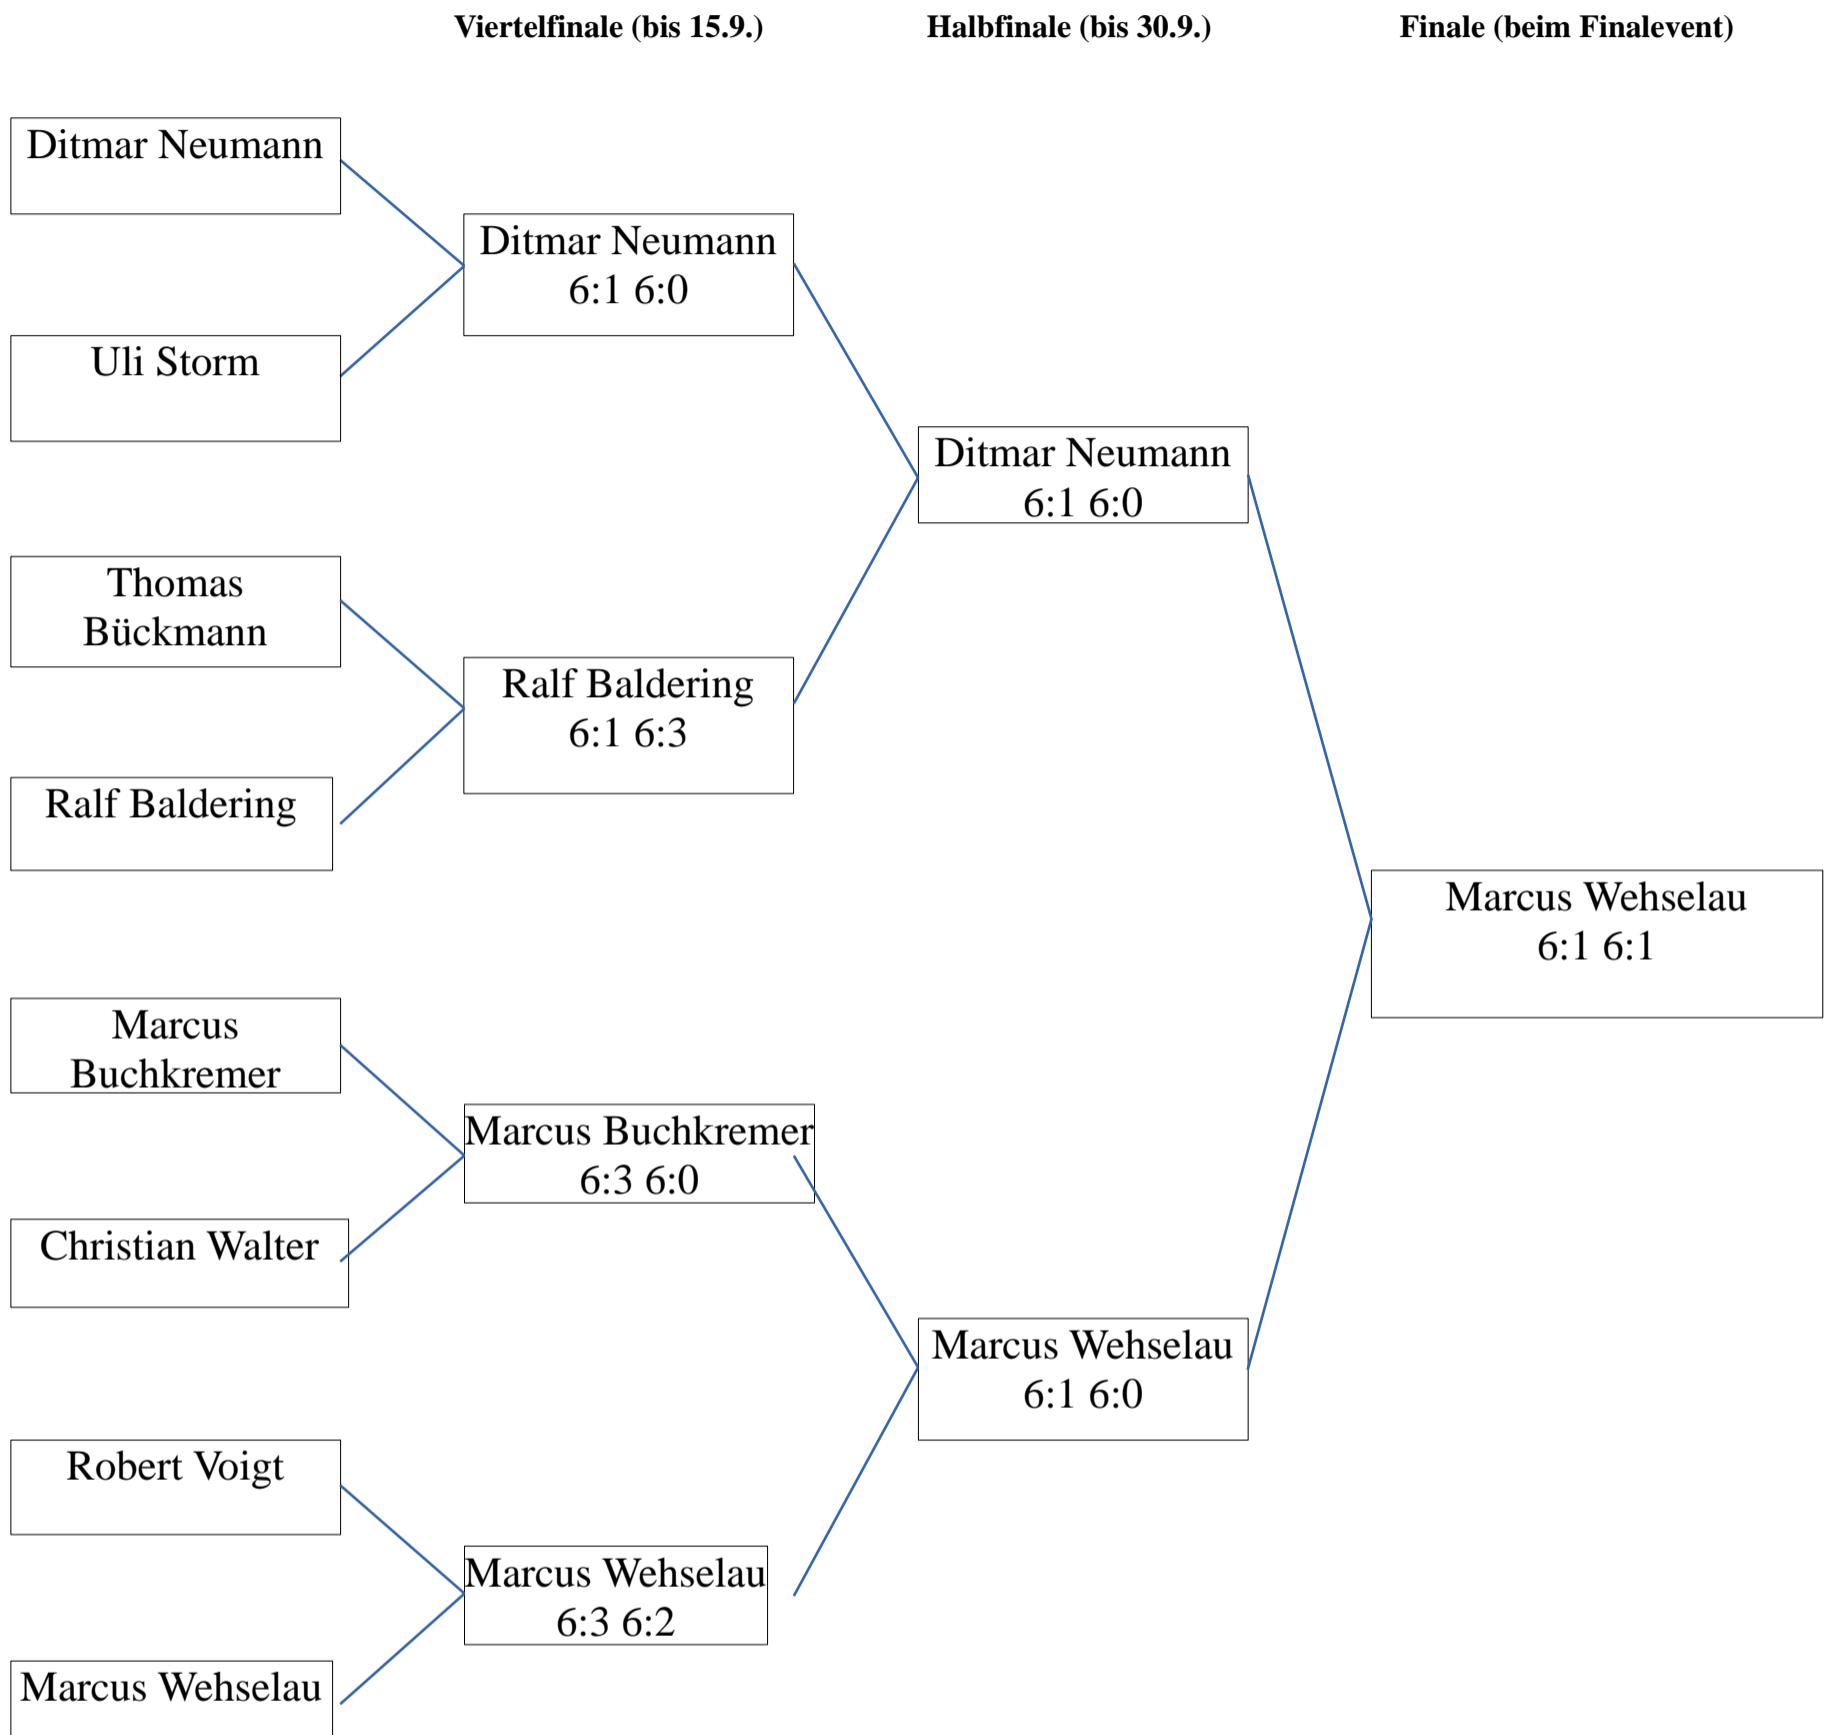 Viertelfinale (bis 15.9.)
Halbfinale (bis 30.9.)
Finale (beim Finalevent)
Ditmar Neumann
Ditmar Neumann
6:1 6:0
Uli Storm
Ditmar Neumann
6:1 6:0
Thomas
Bückmann
Ralf Baldering
6:1 6:3
Ralf Baldering
Marcus Wehselau
6:1 6:1
Marcus
Buchkremer
Marcus Buchkremer
6:3 6:0
Christian Walter
Marcus Wehselau
6:1 6:0
Robert Voigt
Marcus Wehselau
6:3 6:2
Marcus Wehselau